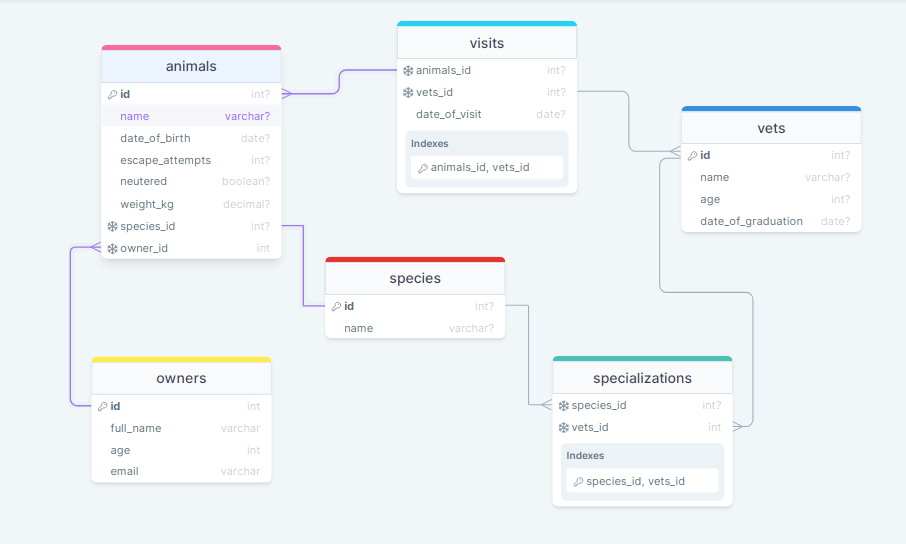 animals
id int?
name varchar?
date_of_birth date?
escape_attempts int?
neutered boolean?
weight_kg decimal?
species_id int?
owner_id int
visits
animals_id int?
vets_id int?
date_of_visit date?
Indexes
animals_id, vets_id
vets
id int?
name varchar?
age int?
date_of_graduation date?
species
id int?
name varchar?
owners
id int
full_name varchar
age int
email varchar
specializations
species_id int?
vets_id int
Indexes
species_id, vets_id